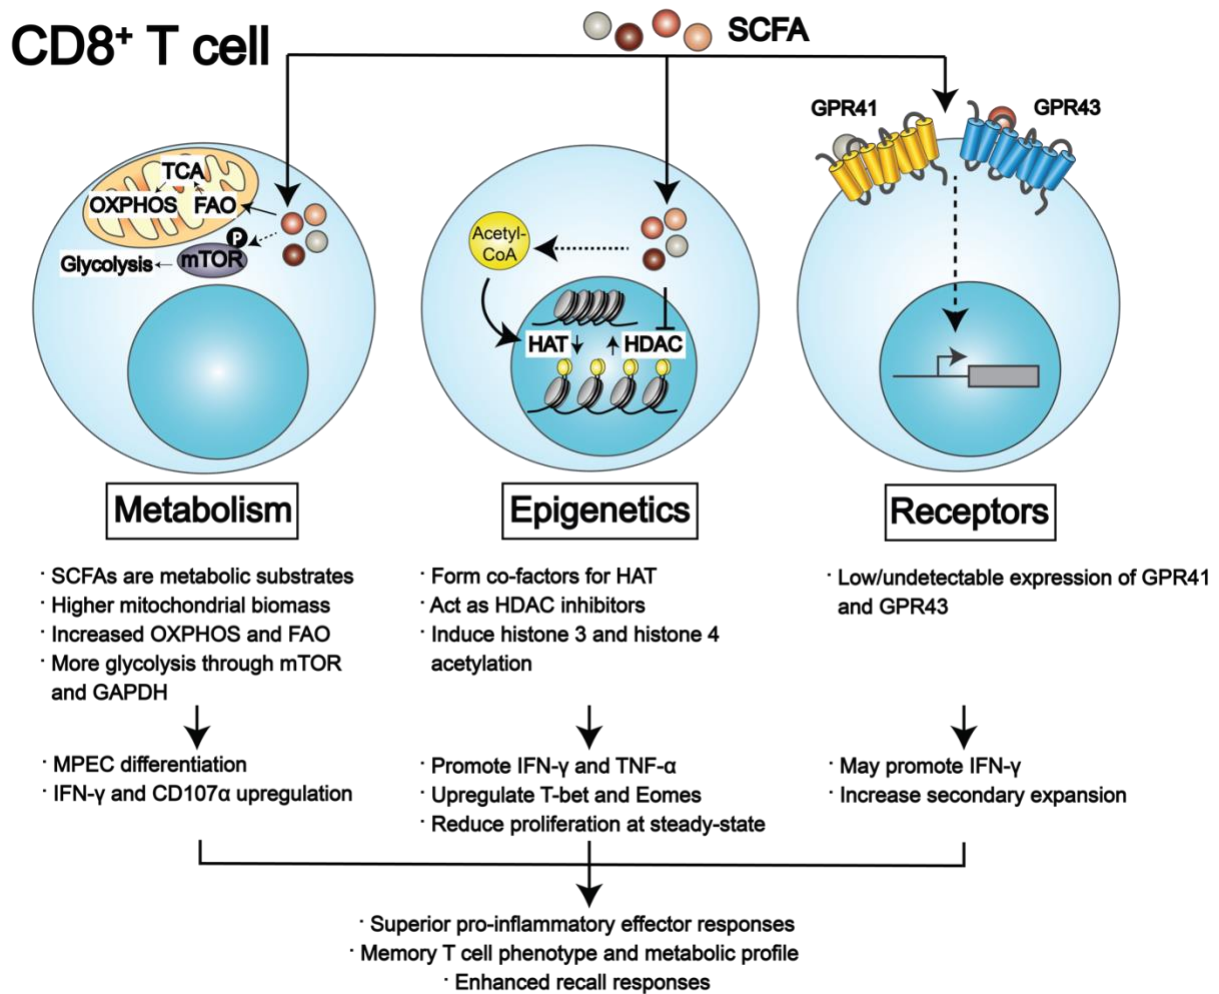 CD8⁺ T cell
SCFA
GPR41
GPR43
TCA
OXPHOS
FAO
P
mTOR
Glycolysis
Acetyl-
CoA
HAT
HDAC
Metabolism
· SCFAs are metabolic substrates
· Higher mitochondrial biomass
· Increased OXPHOS and FAO
· More glycolysis through mTOR
and GAPDH
· MPEC differentiation
· IFN-γ and CD107α upregulation
Epigenetics
· Form co-factors for HAT
· Act as HDAC inhibitors
· Induce histone 3 and histone 4
acetylation
· Promote IFN-γ and TNF-α
· Upregulate T-bet and Eomes
· Reduce proliferation at steady-state
Receptors
· Low/undetectable expression of GPR41
and GPR43
· May promote IFN-γ
· Increase secondary expansion
· Superior pro-inflammatory effector responses
· Memory T cell phenotype and metabolic profile
· Enhanced recall responses